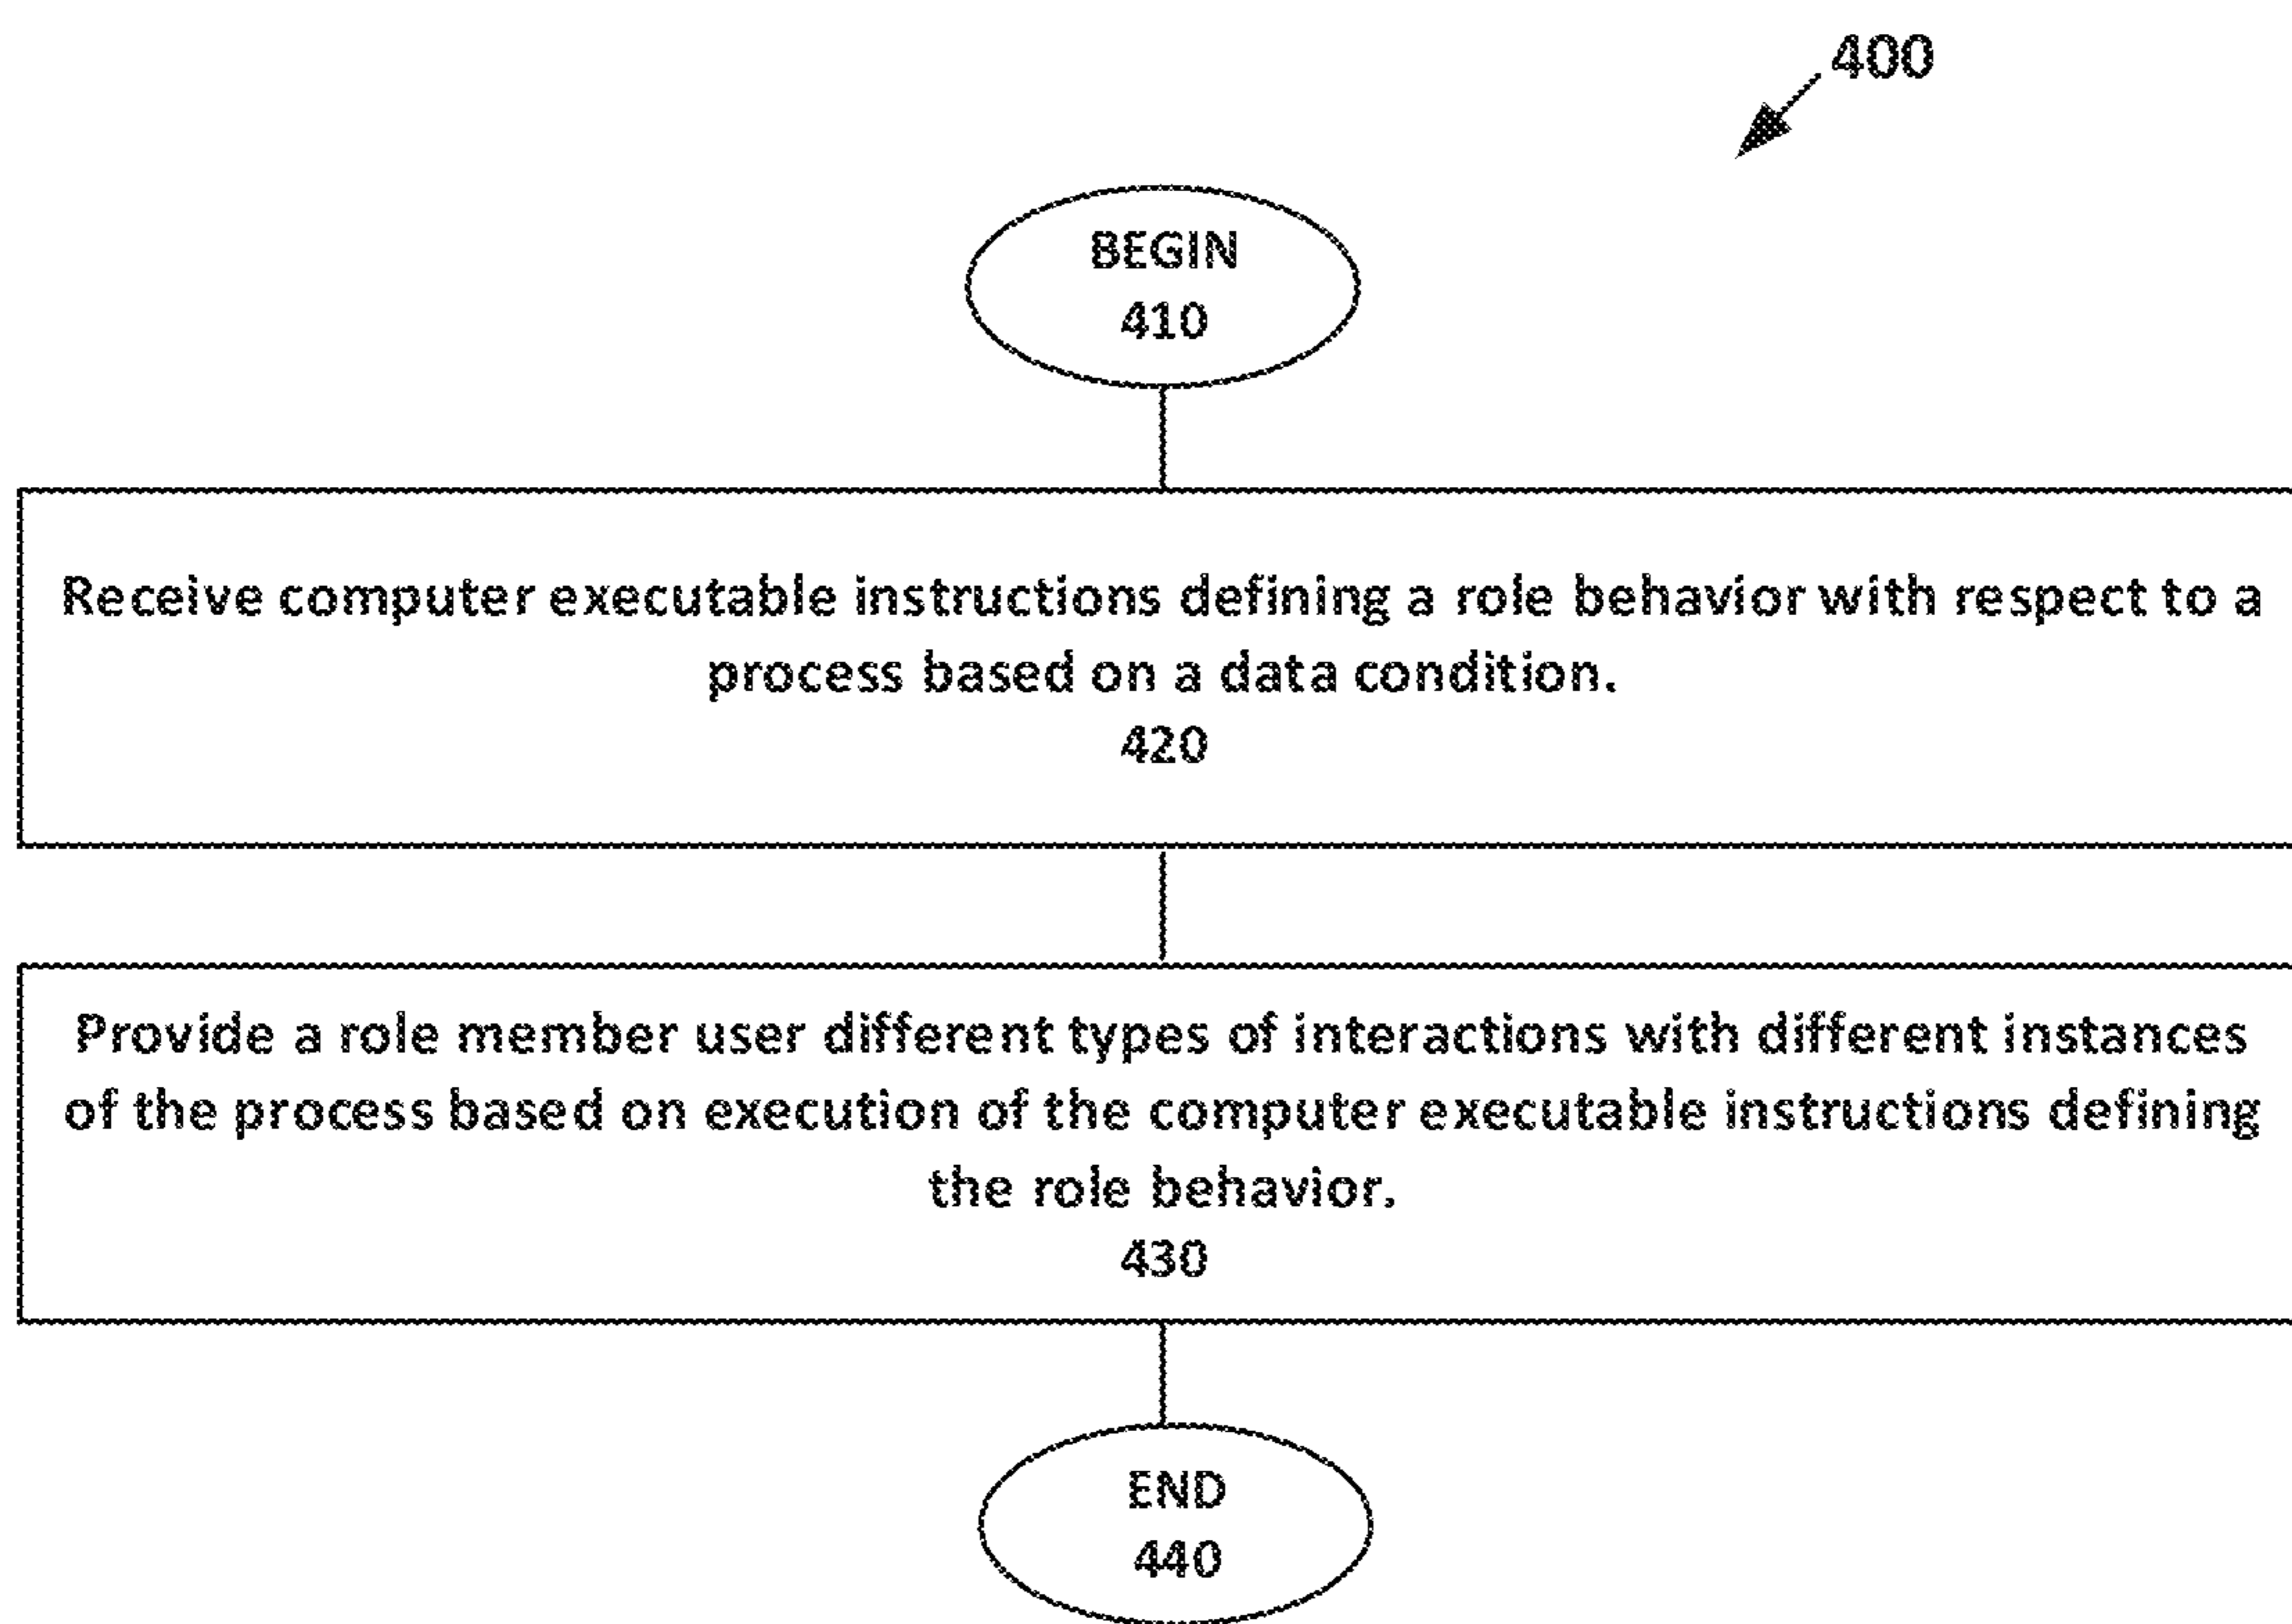 400
BEGIN
410
Receive computer executable instructions defining a role behavior with respect to a
process based on a data condition.
420
Provide a role member user different types of interactions with different instances
of the process based on execution of the computer executable instructions defining
the role behavior.
430
END
440